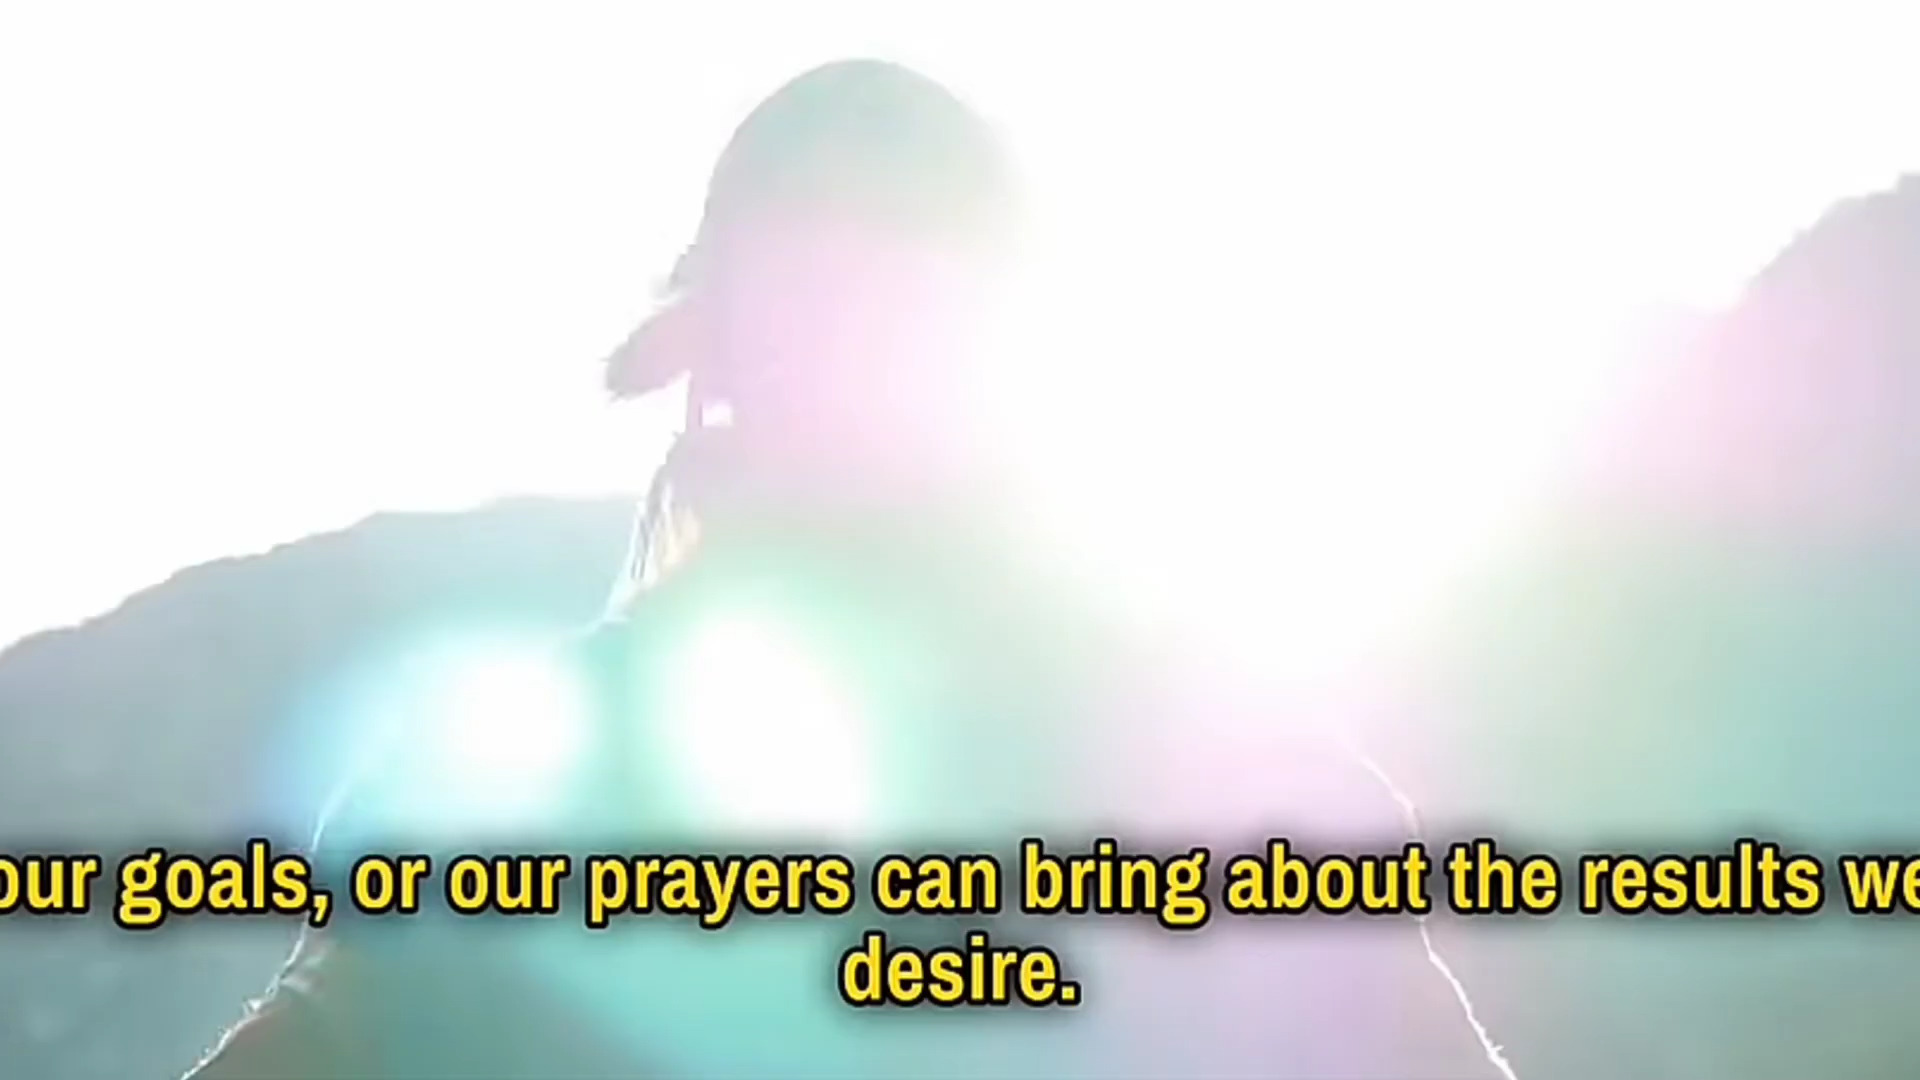 our goals, or our prayers can bring about the results we
desire.